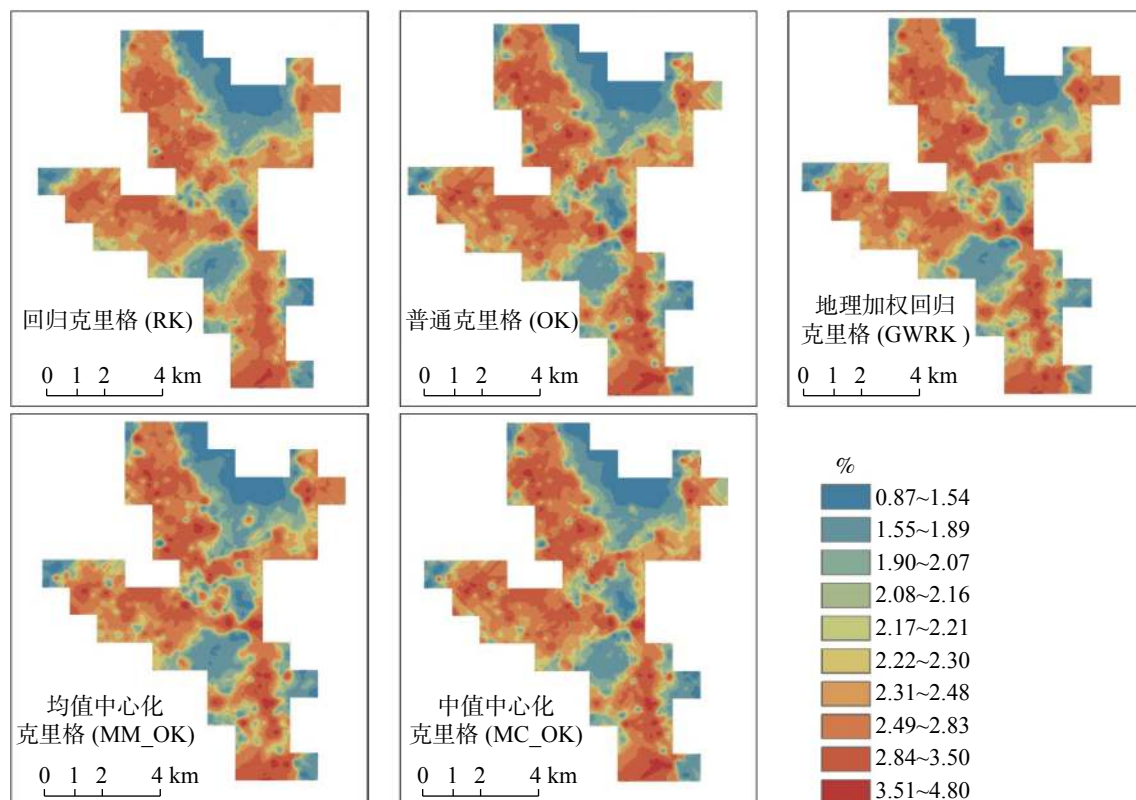 回归克里格 (RK)
0 1 2 4 km
普通克里格 (OK)
0 1 2 4 km
地理加权回归
克里格 (GWRK )
0 1 2 4 km
均值中心化
克里格 (MM_OK)
0 1 2 4 km
中值中心化
克里格 (MC_OK)
0 1 2 4 km
%
0.87~1.54
1.55~1.89
1.90~2.07
2.08~2.16
2.17~2.21
2.22~2.30
2.31~2.48
2.49~2.83
2.84~3.50
3.51~4.80